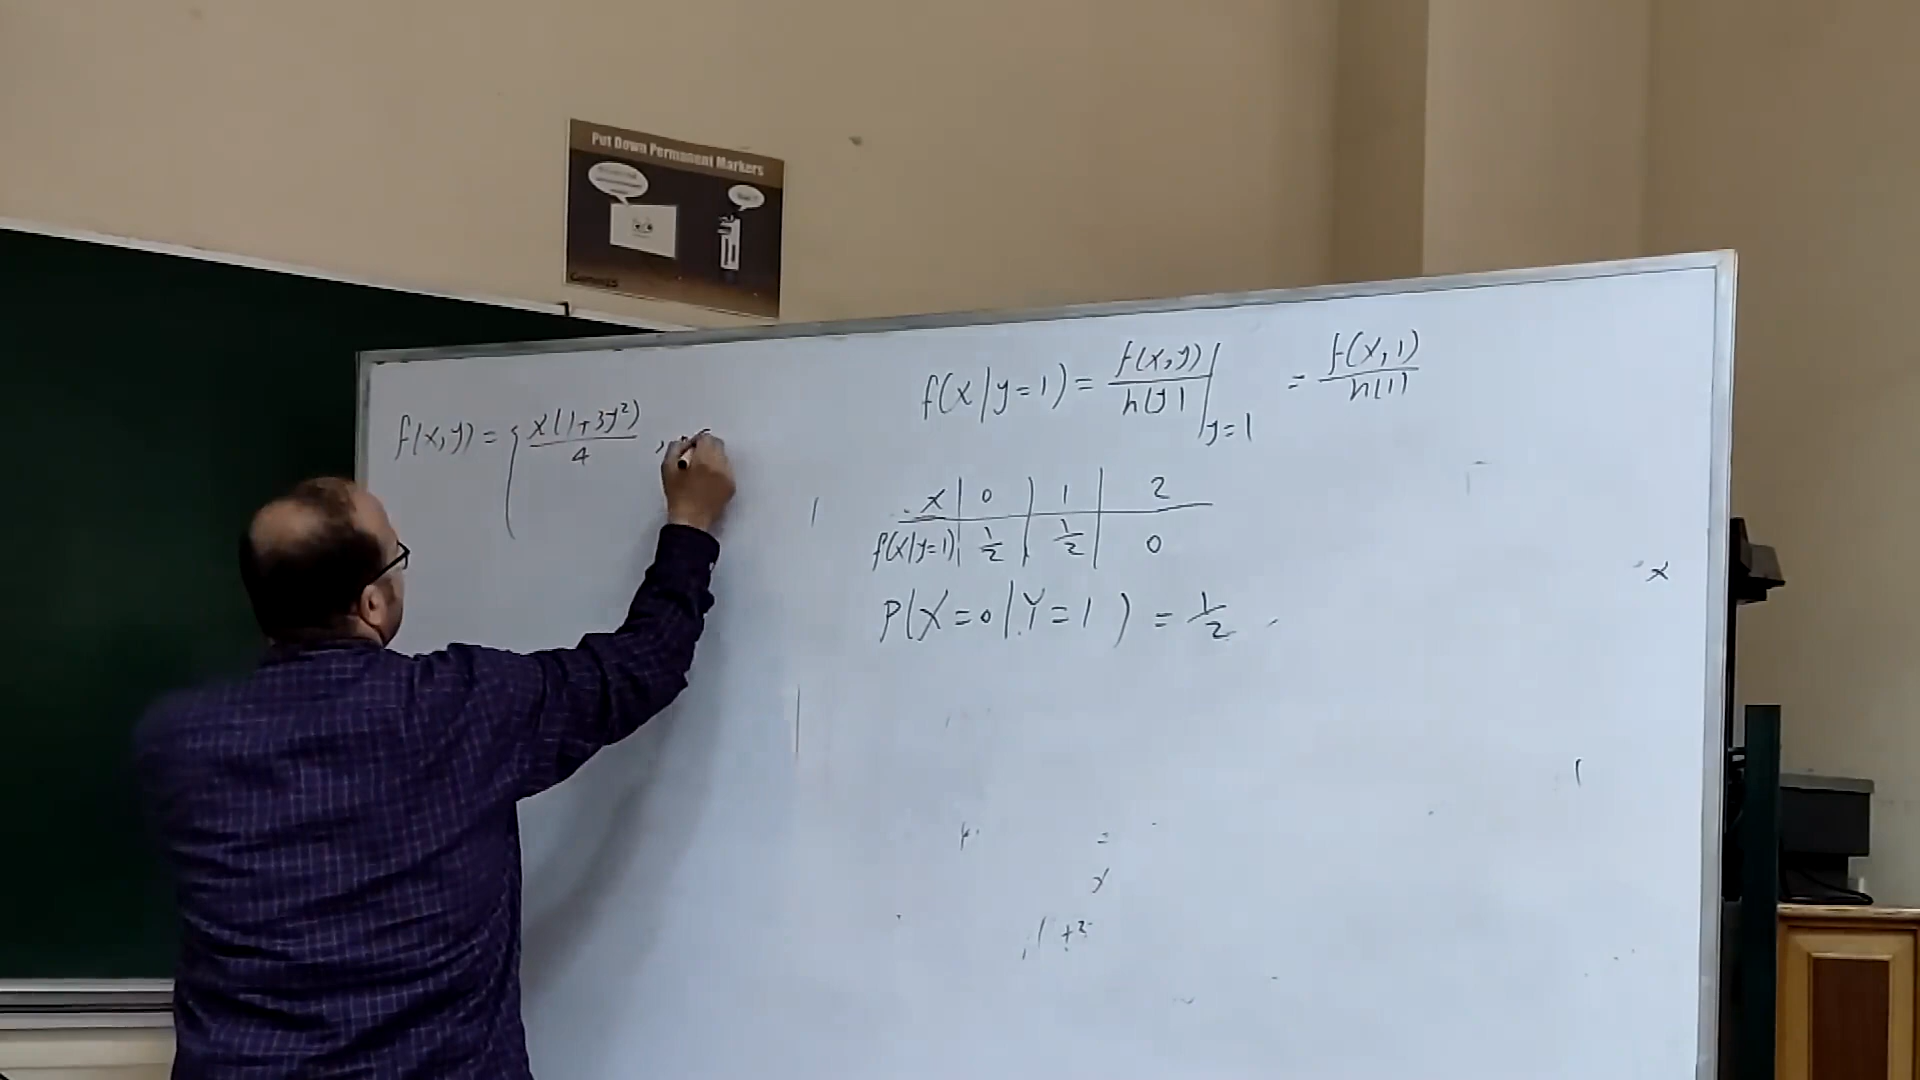 Put Down Permanent Markers
f(x,y) = { x(1+3y²)/4 ,
f(x|y=1) = f(x,y)/h(y) |y=1 = f(x,1)/h(1)
x | 0 | 1 | 2
f(x|y=1) | 1/2 | 1/2 | 0
P(X=0|Y=1) = 1/2